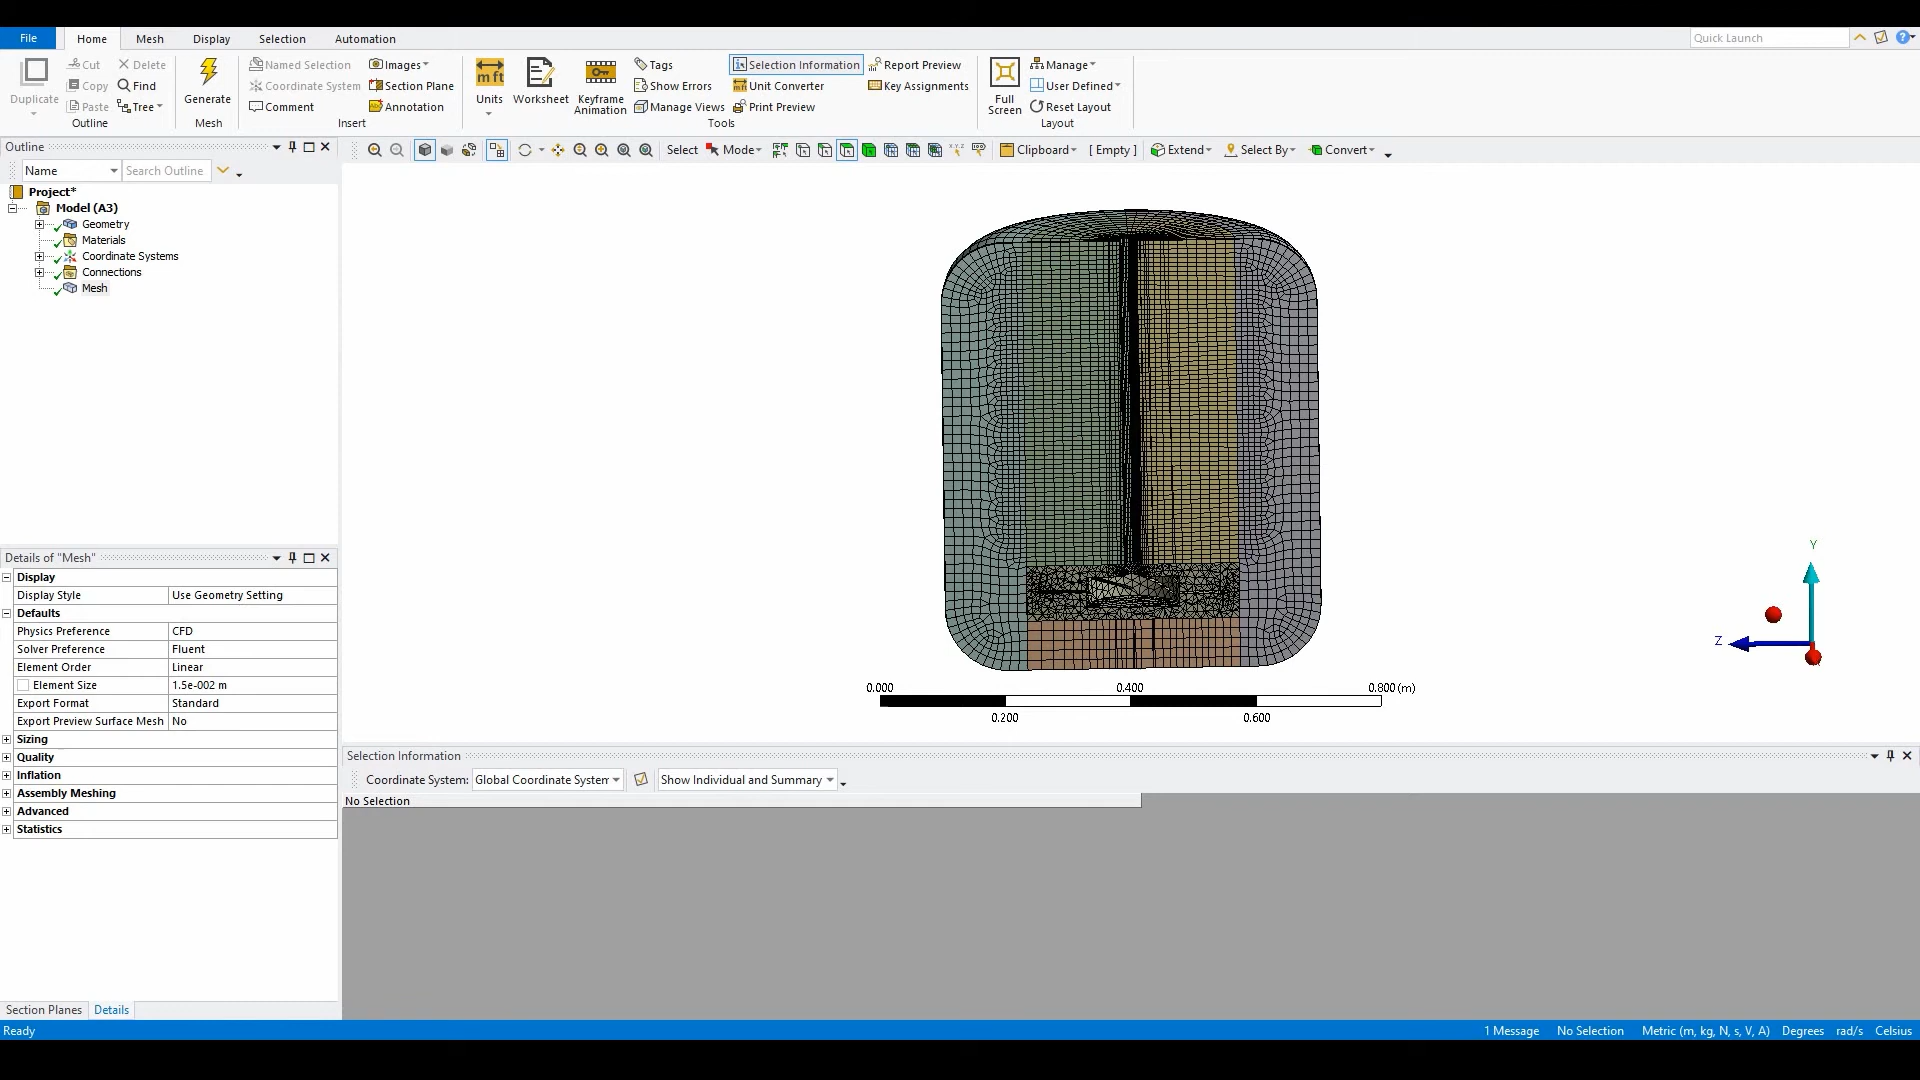 File Home Mesh Display Selection Automation Quick Launch
Duplicate Cut Delete Generate Named Selection Images Units Worksheet Keyframe Animation Tags Selection Information Report Preview Full Screen Manage
Copy Find Coordinate System Section Plane Show Errors Unit Converter Key Assignments User Defined
Paste Tree Comment Annotation Manage Views Print Preview Reset Layout
Outline Mesh Insert Tools Layout
Outline
Select Mode Clipboard [ Empty ] Extend Select By Convert
Name Search Outline
Project*
Model (A3)
Geometry
Materials
Coordinate Systems
Connections
Mesh
Details of "Mesh"
Display
Display Style Use Geometry Setting
Defaults
Physics Preference CFD
Solver Preference Fluent
Element Order Linear
Element Size 1.5e-002 m
Export Format Standard
Export Preview Surface Mesh No
Sizing
Quality
Inflation
Assembly Meshing
Advanced
Statistics
Section Planes Details
Y
Z
0.000 0.400 0.800 (m)
0.200 0.600
Selection Information
Coordinate System: Global Coordinate System Show Individual and Summary
No Selection
Ready 1 Message No Selection Metric (m, kg, N, s, V, A) Degrees rad/s Celsius